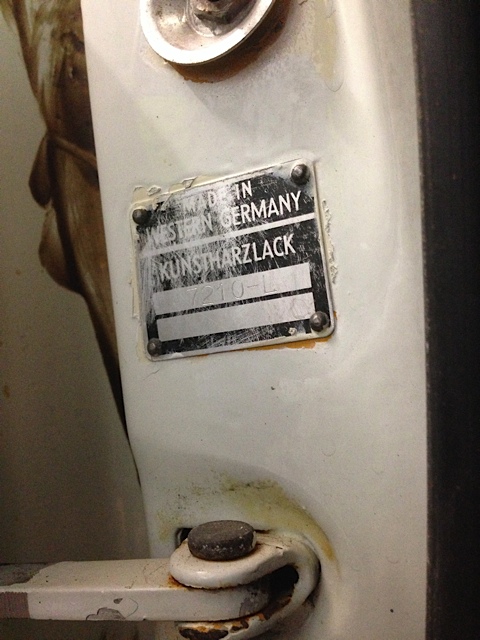 MADE IN
WESTERN GERMANY
KUNSTHARZLACK
7210-L